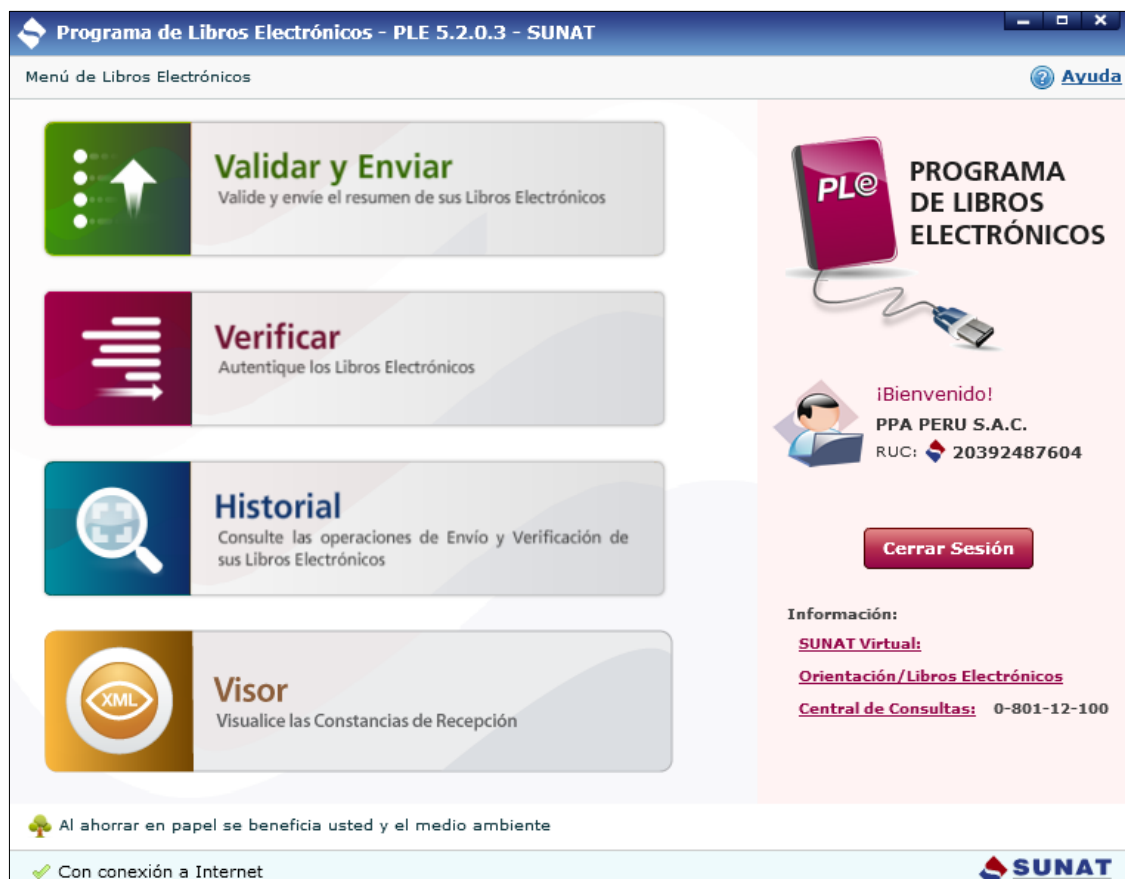 Programa de Libros Electrónicos - PLE 5.2.0.3 - SUNAT
Menú de Libros Electrónicos
Ayuda
Validar y Enviar
Valide y envíe el resumen de sus Libros Electrónicos
Verificar
Autentique los Libros Electrónicos
Historial
Consulte las operaciones de Envío y Verificación de
sus Libros Electrónicos
XML
Visor
Visualice las Constancias de Recepción
PLe
PROGRAMA
DE LIBROS
ELECTRÓNICOS
¡Bienvenido!
PPA PERU S.A.C.
RUC: 20392487604
Cerrar Sesión
Información:
SUNAT Virtual:
Orientación/Libros Electrónicos
Central de Consultas: 0-801-12-100
Al ahorrar en papel se beneficia usted y el medio ambiente
Con conexión a Internet
SUNAT